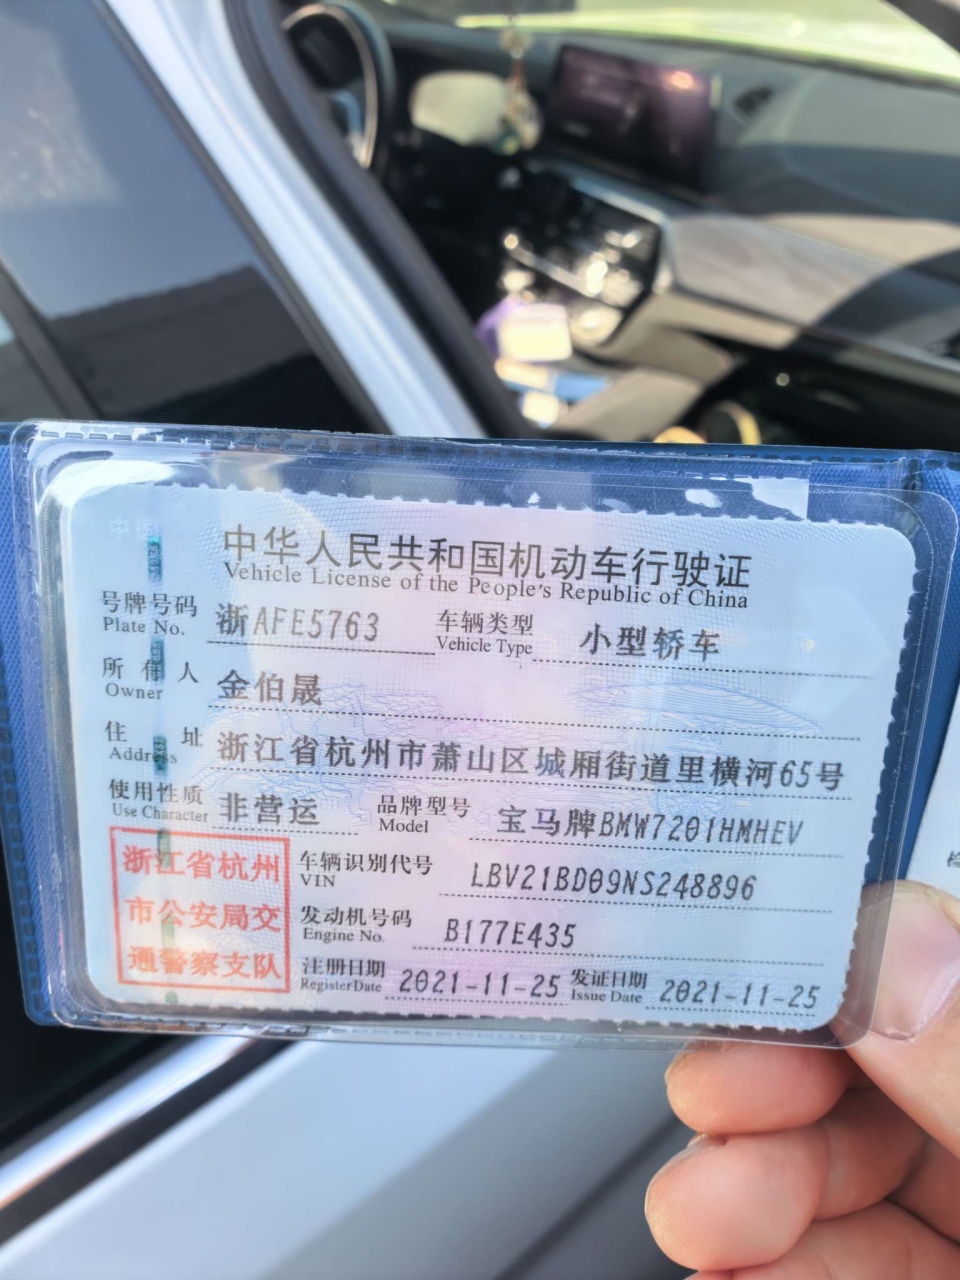 中华人民共和国机动车行驶证
Vehicle License of the People's Republic of China
号牌号码 浙AFE5763 车辆类型 小型轿车
Plate No. Vehicle Type
所有人 金伯晟
Owner
住址 浙江省杭州市萧山区城厢街道里横河65号
Address
使用性质 非营运 品牌型号 宝马牌BMW7201HMHEV
Use Character Model
浙江省杭州
市公安局交
通警察支队
车辆识别代号 LBV21BD09NS248896
VIN
发动机号码 B177E435
Engine No.
注册日期 2021-11-25 发证日期 2021-11-25
Register Date Issue Date